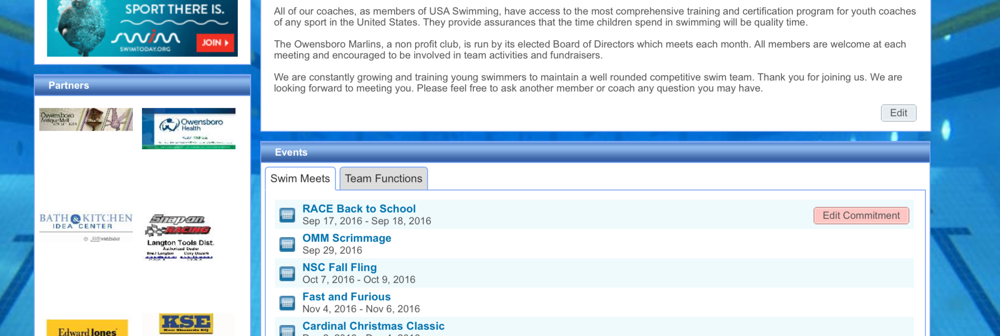 SPORT THERE IS.
swim
SWIMTODAY.ORG
JOIN
Partners
Owensboro
Antique Mall
Owensboro
Health
BATH & KITCHEN
IDEA CENTER
Winnelson
Snap-on
RACING
Langton Tools Dist.
Authorized Dealer
Brett Langton
Edward Jones
KSE
All of our coaches, as members of USA Swimming, have access to the most comprehensive training and certification program for youth coaches
of any sport in the United States. They provide assurances that the time children spend in swimming will be quality time.
The Owensboro Marlins, a non profit club, is run by its elected Board of Directors which meets each month. All members are welcome at each
meeting and encouraged to be involved in team activities and fundraisers.
We are constantly growing and training young swimmers to maintain a well rounded competitive swim team. Thank you for joining us. We are
looking forward to meeting you. Please feel free to ask another member or coach any question you may have.
Edit
Events
Swim Meets Team Functions
RACE Back to School
Sep 17, 2016 - Sep 18, 2016
Edit Commitment
OMM Scrimmage
Sep 29, 2016
NSC Fall Fling
Oct 7, 2016 - Oct 9, 2016
Fast and Furious
Nov 4, 2016 - Nov 6, 2016
Cardinal Christmas Classic